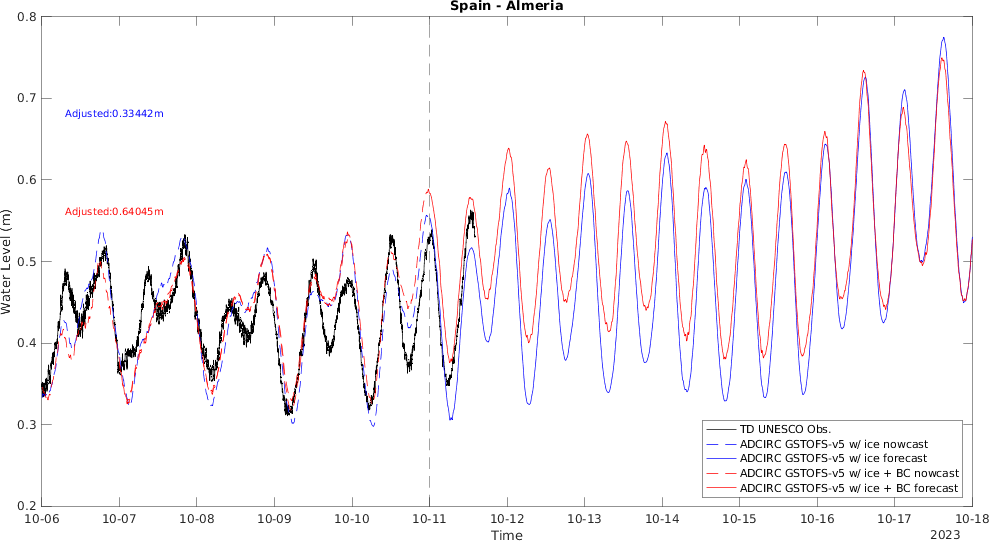 Spain - Almeria
0.8
0.7
0.6
0.5
0.4
0.3
0.2
Water Level (m)
Adjusted:0.33442m
Adjusted:0.64045m
TD UNESCO Obs.
ADCIRC GSTOFS-v5 w/ ice nowcast
ADCIRC GSTOFS-v5 w/ ice forecast
ADCIRC GSTOFS-v5 w/ ice + BC nowcast
ADCIRC GSTOFS-v5 w/ ice + BC forecast
10-06 10-07 10-08 10-09 10-10 10-11 10-12 10-13 10-14 10-15 10-16 10-17 10-18
Time
2023